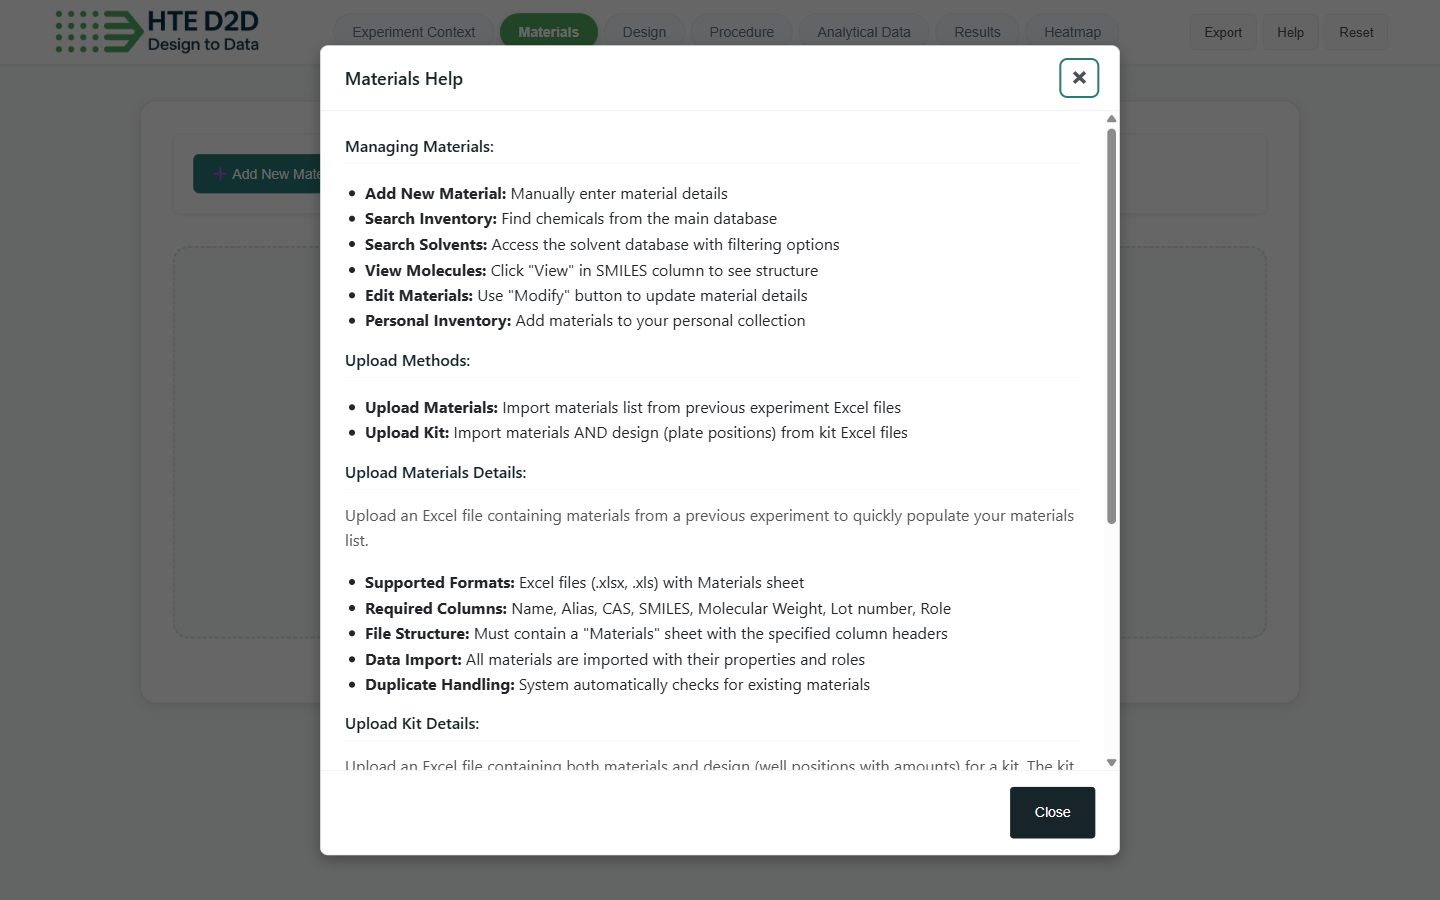 HTE D2D
Design to Data
Experiment Context
Materials
Design
Procedure
Analytical Data
Results
Heatmap
Export
Help
Reset
Add New Mate
Materials Help
Managing Materials:
Add New Material: Manually enter material details
Search Inventory: Find chemicals from the main database
Search Solvents: Access the solvent database with filtering options
View Molecules: Click "View" in SMILES column to see structure
Edit Materials: Use "Modify" button to update material details
Personal Inventory: Add materials to your personal collection
Upload Methods:
Upload Materials: Import materials list from previous experiment Excel files
Upload Kit: Import materials AND design (plate positions) from kit Excel files
Upload Materials Details:
Upload an Excel file containing materials from a previous experiment to quickly populate your materials
list.
Supported Formats: Excel files (.xlsx, .xls) with Materials sheet
Required Columns: Name, Alias, CAS, SMILES, Molecular Weight, Lot number, Role
File Structure: Must contain a "Materials" sheet with the specified column headers
Data Import: All materials are imported with their properties and roles
Duplicate Handling: System automatically checks for existing materials
Upload Kit Details:
Upload an Excel file containing both materials and design (well positions with amounts) for a kit. The kit
Close